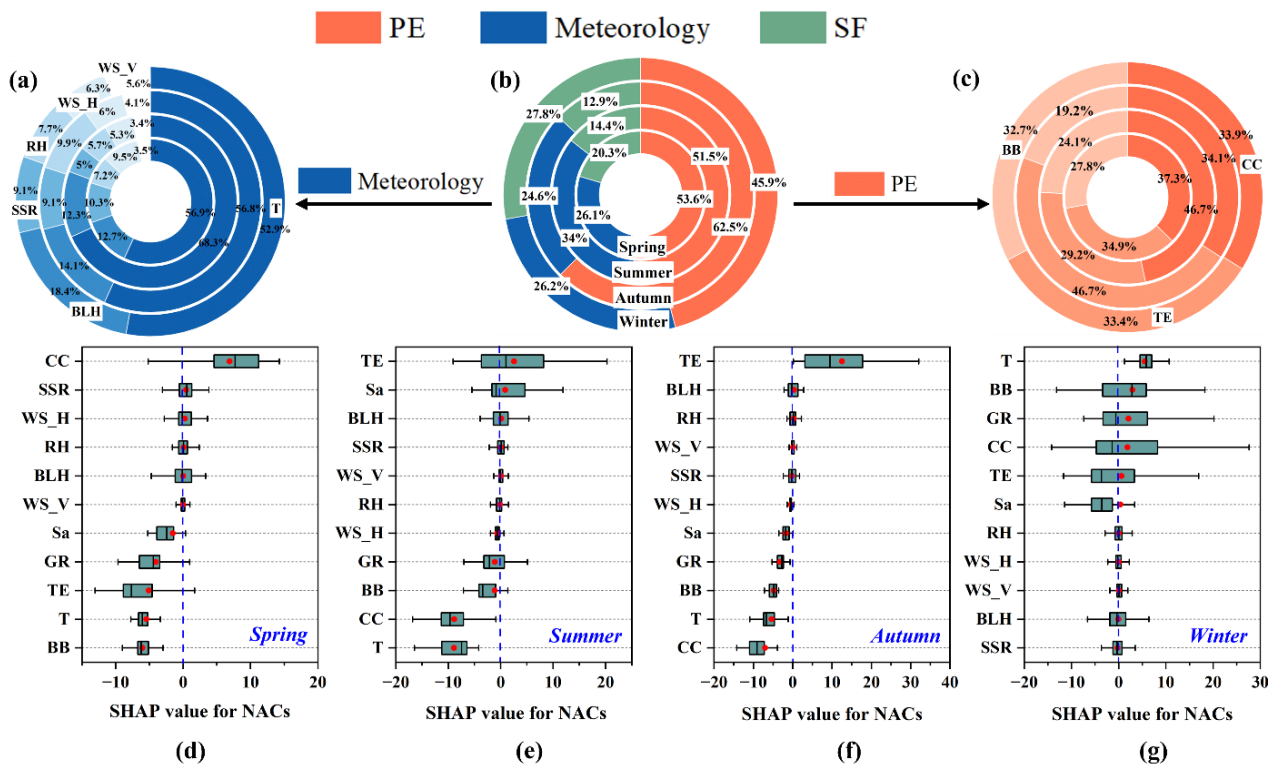 PE Meteorology SF
(a)
WS_V
6.3% 5.6%
WS_H 4.1%
7.7% 6% 3.4%
RH 9.9% 5.3% 3.5%
5.7% 9.5%
5% 7.2%
9.1% 9.1% 12.3% 10.3% 56.9% 56.8% T
SSR 52.9%
12.7% 68.3%
14.1%
18.4%
BLH
Meteorology
(b)
12.9%
27.8% 14.4%
20.3% 51.5%
45.9%
24.6% 53.6%
26.1% 62.5%
34% Spring
Summer
26.2% Autumn
Winter
PE
(c)
19.2%
32.7% 24.1% 33.9%
BB 27.8% 34.1% CC
37.3%
46.7%
34.9%
29.2%
46.7%
33.4% TE
CC
SSR
WS_H
RH
BLH
WS_V
Sa
GR
TE
T
BB
Spring
−10 0 10 20
SHAP value for NACs
(d)
TE
Sa
BLH
SSR
WS_V
RH
WS_H
GR
BB
CC
T
Summer
−20 −10 0 10 20
SHAP value for NACs
(e)
TE
BLH
RH
WS_V
SSR
WS_H
Sa
GR
BB
T
CC
Autumn
−20 −10 0 10 20 30 40
SHAP value for NACs
(f)
T
BB
GR
CC
TE
Sa
RH
WS_H
WS_V
BLH
SSR
Winter
−20 −10 0 10 20 30
SHAP value for NACs
(g)